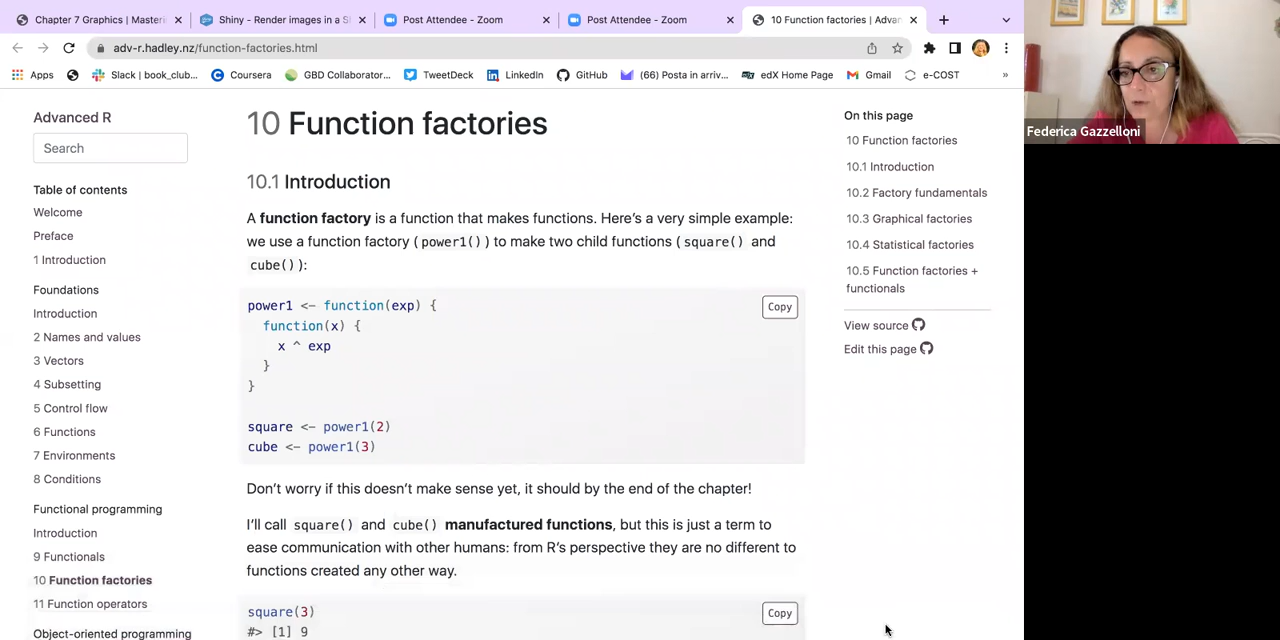 Chapter 7 Graphics | Masteri
Shiny - Render images in a Sh
Post Attendee - Zoom
Post Attendee - Zoom
10 Function factories | Advan
adv-r.hadley.nz/function-factories.html
Apps
Slack | book_club...
Coursera
GBD Collaborator...
TweetDeck
LinkedIn
GitHub
(66) Posta in arriv...
edX Home Page
Gmail
e-COST
»
Advanced R
Search
Table of contents
Welcome
Preface
1 Introduction
Foundations
Introduction
2 Names and values
3 Vectors
4 Subsetting
5 Control flow
6 Functions
7 Environments
8 Conditions
Functional programming
Introduction
9 Functionals
10 Function factories
11 Function operators
Object-oriented programming
10 Function factories
10.1 Introduction
A function factory is a function that makes functions. Here's a very simple example:
we use a function factory (power1()) to make two child functions (square() and
cube()):
Copy
power1 <- function(exp) {
function(x) {
x ^ exp
}
}
square <- power1(2)
cube <- power1(3)
Don't worry if this doesn't make sense yet, it should by the end of the chapter!
I'll call square() and cube() manufactured functions, but this is just a term to
ease communication with other humans: from R's perspective they are no different to
functions created any other way.
Copy
square(3)
#> [1] 9
On this page
10 Function factories
10.1 Introduction
10.2 Factory fundamentals
10.3 Graphical factories
10.4 Statistical factories
10.5 Function factories +
functionals
View source
Edit this page
Federica Gazzelloni